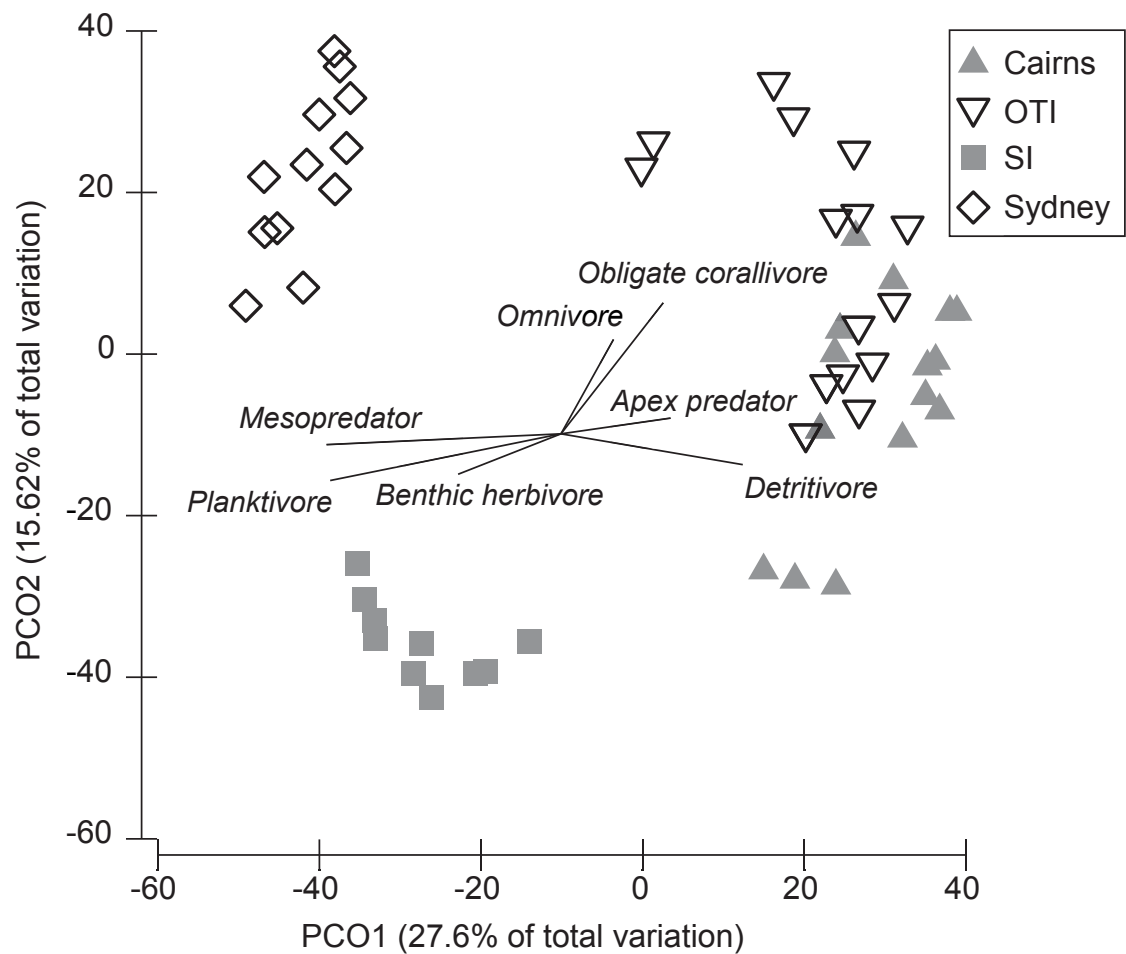 40
20
0
-20
-40
-60
PCO2 (15.62% of total variation)
Cairns
OTI
SI
Sydney
Obligate corallivore
Omnivore
Apex predator
Mesopredator
Planktivore
Benthic herbivore
Detritivore
-60 -40 -20 0 20 40
PCO1 (27.6% of total variation)